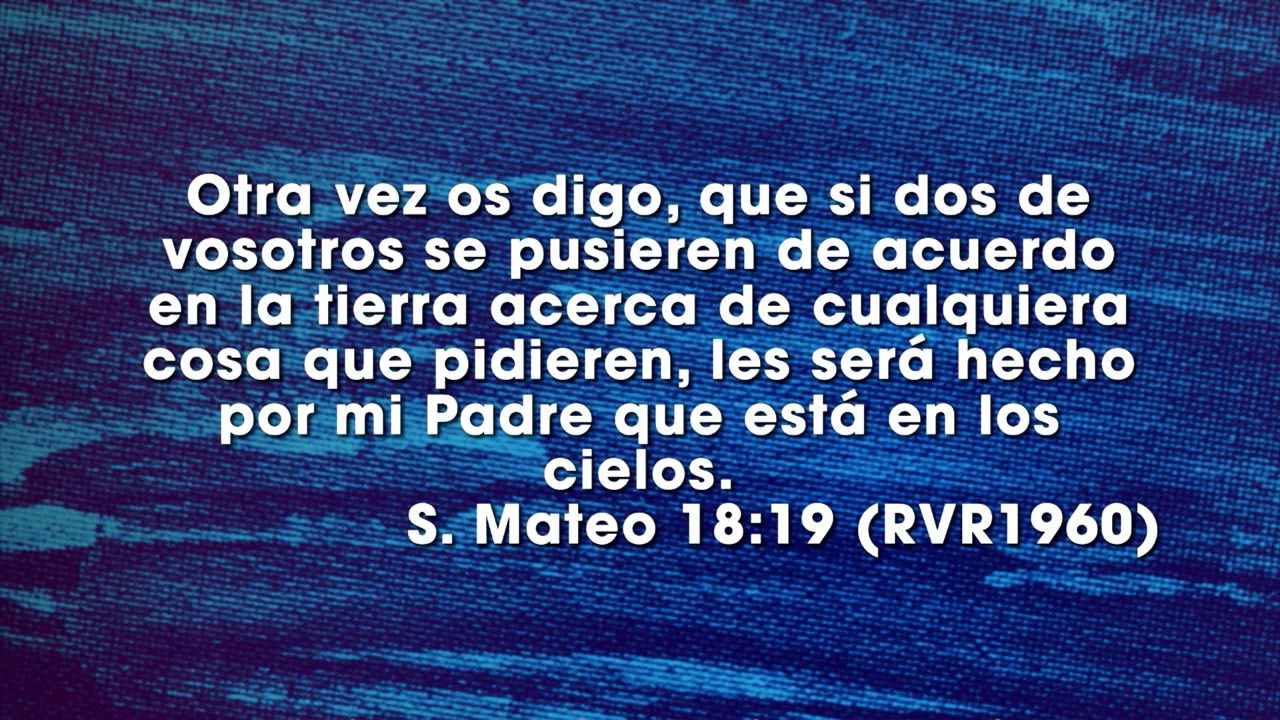 Otra vez os digo, que si dos de
vosotros se pusieren de acuerdo
en la tierra acerca de cualquiera
cosa que pidieren, les será hecho
por mi Padre que está en los
cielos.
S. Mateo 18:19 (RVR1960)